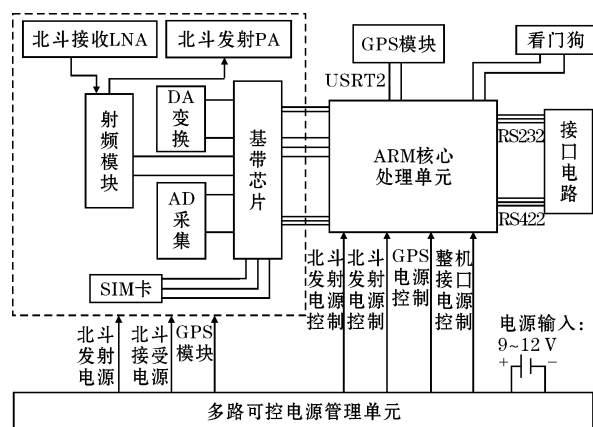 北斗接收LNA
北斗发射PA
GPS模块
看门狗
USRT2
射频模块
DA
变换
基带芯片
ARM核心
处理单元
RS232
接口电路
AD
采集
RS422
SIM卡
北斗
发射
电源
控制
北斗
发射
电源
控制
GPS
电源
控制
整机
接口
电源
控制
北斗
发射
电源
北斗
接受
电源
GPS
模块
电源输入：
9~12 V
+ −
多路可控电源管理单元